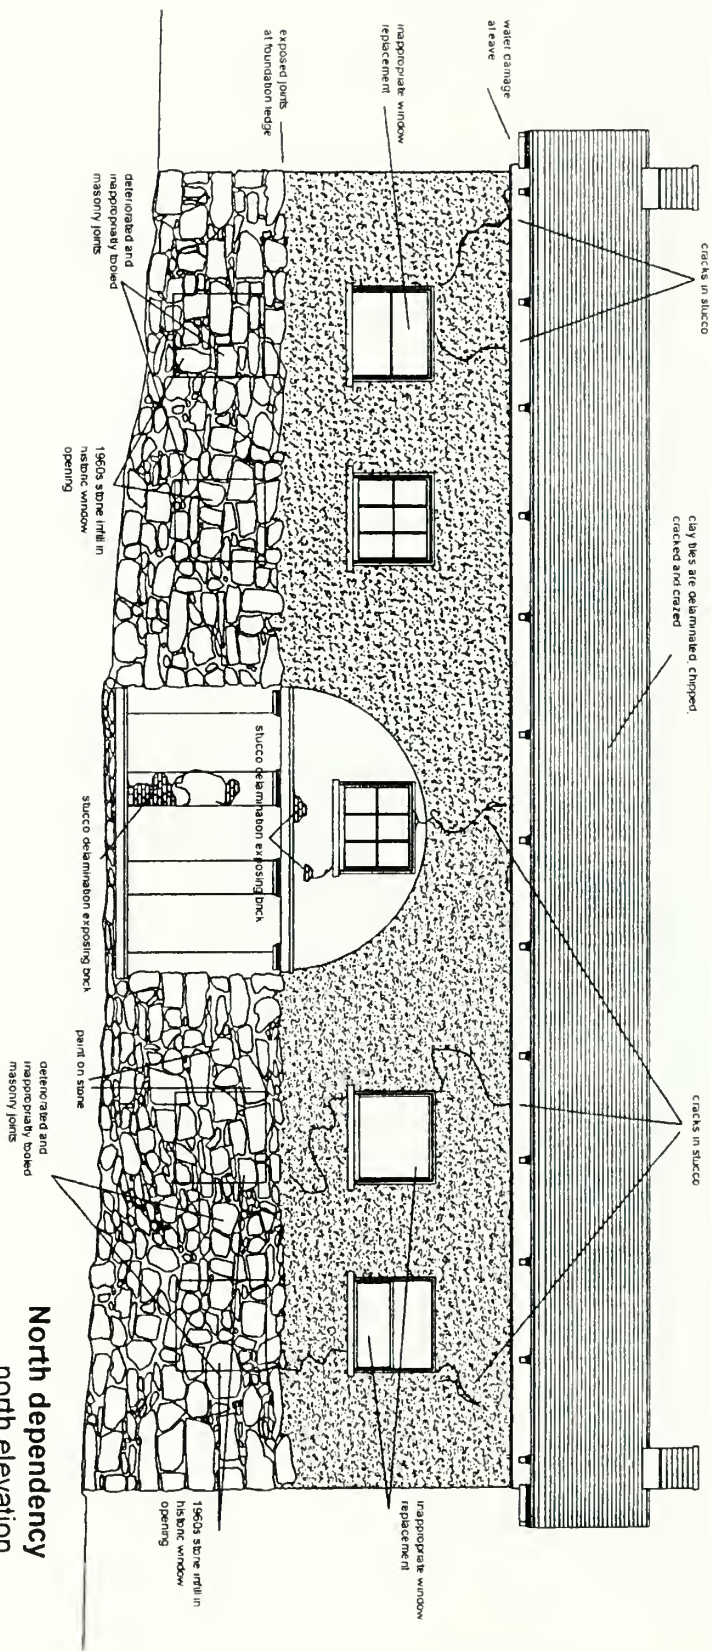 water damage
at eave
inappropriate window
replacement
exposed joints
at foundation ledge
deteriorated and
inappropriately tooled
masonry joints
cracks in stucco
1960s stone infill in
historic window
opening
clay tiles are delaminated, chipped,
cracked and crazed
stucco delamination exposing brick
stucco delamination exposing brick
paint on stone
cracks in stucco
deteriorated and
inappropriately tooled
masonry joints
inappropriate window
replacement
1960s stone infill in
historic window
opening
North dependency
north elevation